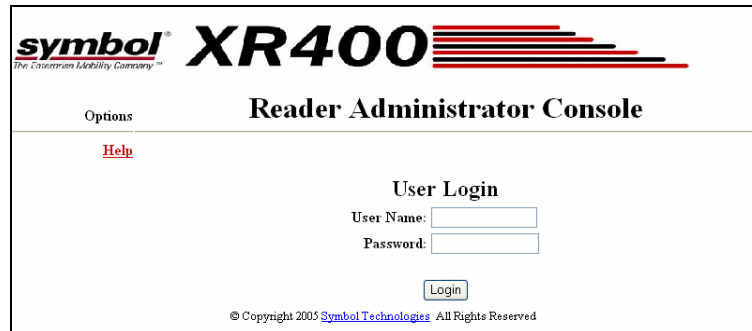 symbol® XR400
The Enterprise Mobility Company™
Options
Reader Administrator Console
Help
User Login
User Name:
Password:
Login
© Copyright 2005 Symbol Technologies All Rights Reserved